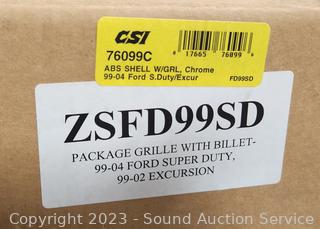 CSI
76099C
8 17665 76099 6
ABS SHELL W/GRL, Chrome
99-04 Ford S.Duty/Excur
FD99SD
ZSFD99SD
PACKAGE GRILLE WITH BILLET-
99-04 FORD SUPER DUTY,
99-02 EXCURSION
Copyright © 2023 - Sound Auction Service